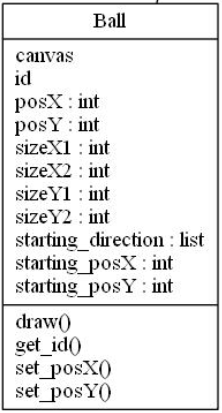 Ball
canvas
id
posX : int
posY : int
sizeX1 : int
sizeX2 : int
sizeY1 : int
sizeY2 : int
starting_direction : list
starting_posX : int
starting_posY : int
draw()
get_id()
set_posX()
set_posY()